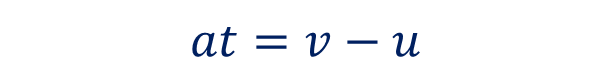 at = v − u